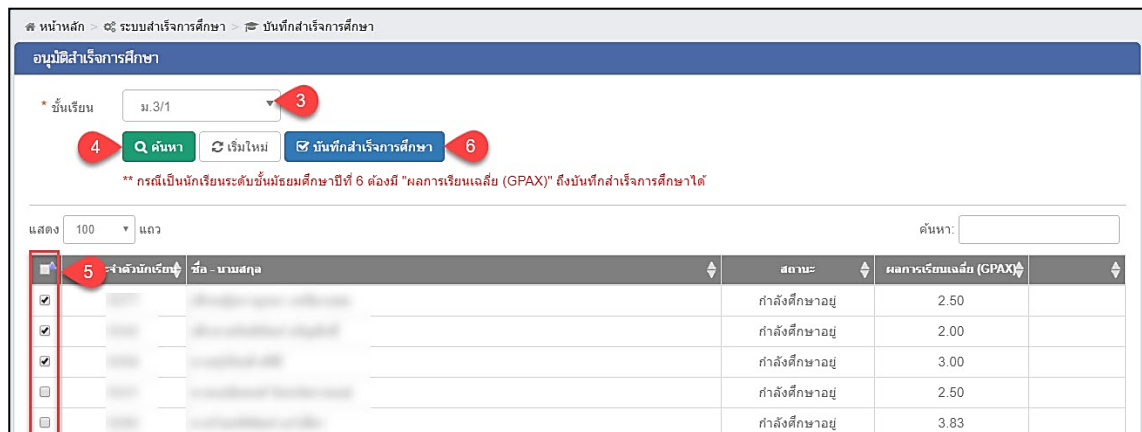 หน้าหลัก > ระบบสำเร็จการศึกษา > บันทึกสำเร็จการศึกษา
อนุมัติสำเร็จการศึกษา
* ชั้นเรียน ม.3/1 3
4 ค้นหา เริ่มใหม่ บันทึกสำเร็จการศึกษา 6
** กรณีเป็นนักเรียนระดับชั้นมัธยมศึกษาปีที่ 6 ต้องมี "ผลการเรียนเฉลี่ย (GPAX)" ถึงบันทึกสำเร็จการศึกษาได้
แสดง 100 แถว ค้นหา:
5 ะจำตัวนักเรียน ชื่อ - นามสกุล สถานะ ผลการเรียนเฉลี่ย (GPAX)
กำลังศึกษาอยู่ 2.50
กำลังศึกษาอยู่ 2.00
กำลังศึกษาอยู่ 3.00
กำลังศึกษาอยู่ 2.50
กำลังศึกษาอยู่ 3.83